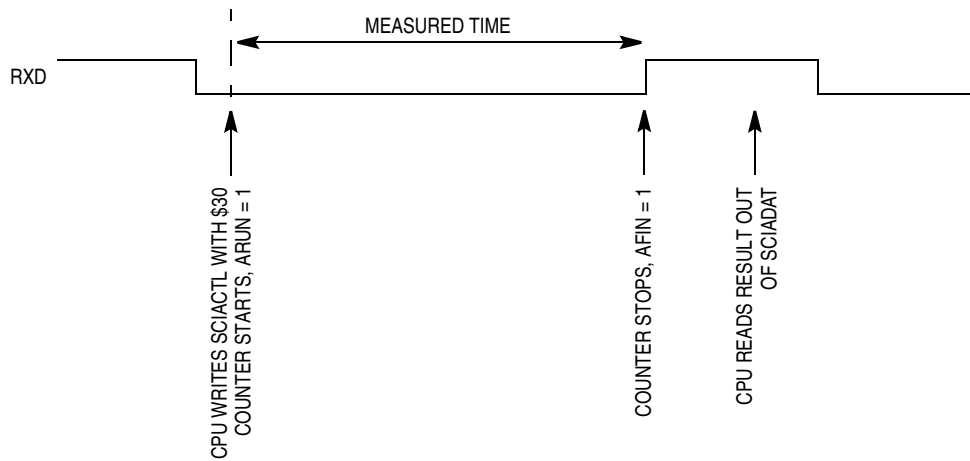 MEASURED TIME
RXD
CPU WRITES SCIACTL WITH $30
COUNTER STARTS, ARUN = 1
COUNTER STOPS, AFIN = 1
CPU READS RESULT OUT
OF SCIADAT